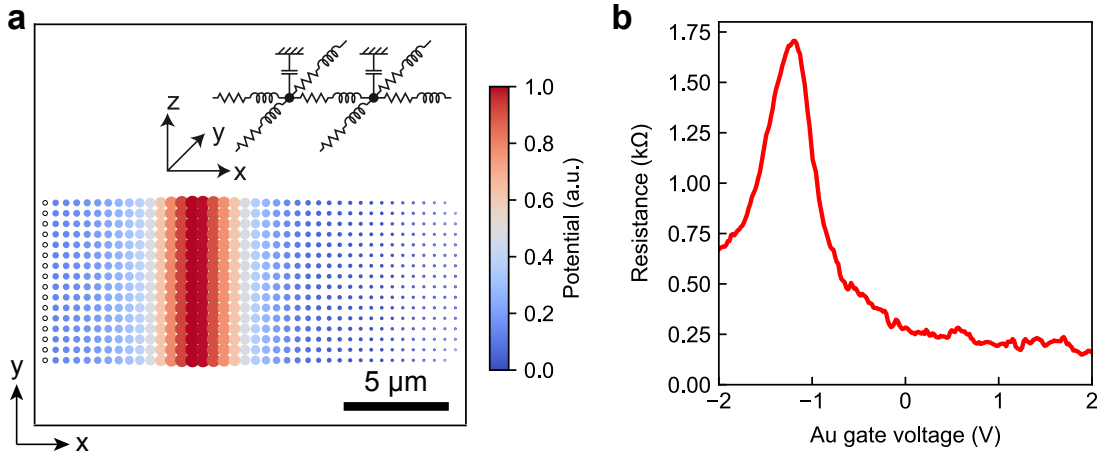 a
z
y
x
1.0
0.8
0.6
0.4
0.2
0.0
Potential (a.u.)
5 μm
y
x
b
1.75
1.50
1.25
1.00
0.75
0.50
0.25
0.00
Resistance (kΩ)
−2
−1
0
1
2
Au gate voltage (V)